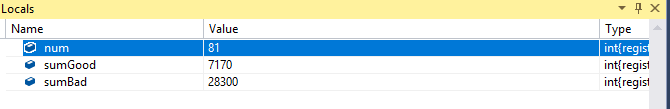 Locals
Name Value Type
num 81 int{regist
sumGood 7170 int{regist
sumBad 28300 int{regist